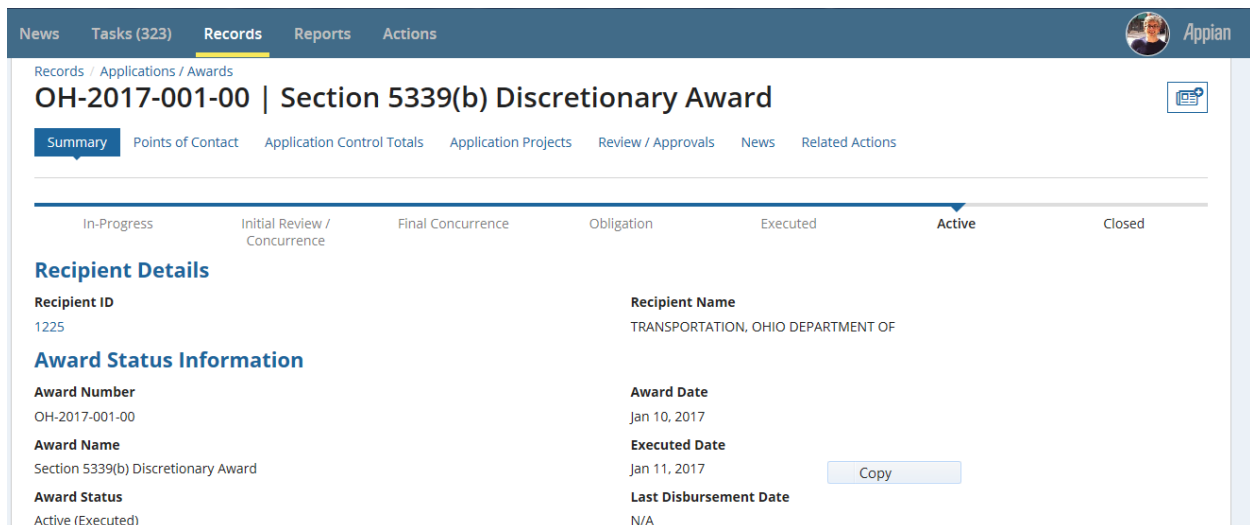 News Tasks (323) Records Reports Actions Appian
Records / Applications / Awards
OH-2017-001-00 | Section 5339(b) Discretionary Award
Summary Points of Contact Application Control Totals Application Projects Review / Approvals News Related Actions
In-Progress Initial Review / Final Concurrence Obligation Executed Active Closed
Concurrence
Recipient Details
Recipient ID Recipient Name
1225 TRANSPORTATION, OHIO DEPARTMENT OF
Award Status Information
Award Number Award Date
OH-2017-001-00 Jan 10, 2017
Award Name Executed Date
Section 5339(b) Discretionary Award Jan 11, 2017 Copy
Award Status Last Disbursement Date
Active (Executed) N/A